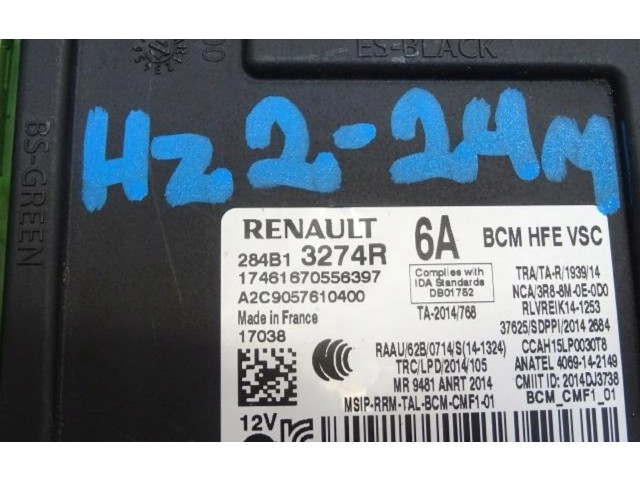 ES-BLACK
BS-GREEN
HZ2-24M
RENAULT 6A BCM HFE VSC
284B1 3274R
17461670556397
A2C9057610400
Made in France
17038
Complies with
IDA Standards
DB01752
TA-2014/768
TRA/TA-R/1939/14
NCA/3R8-8M-0E-0D0
RLVREIK14-1253
37625/SDPPI/2014 2684
RAAU/62B/0714/S(14-1324)
CCAH15LP0030T8
TRC/LPD/2014/105
ANATEL 4069-14-2149
MR 9481 ANRT 2014
CMIIT ID: 2014DJ3738
MSIP-RRM-TAL-BCM-CMF1-01
BCM_CMF1_01
12V